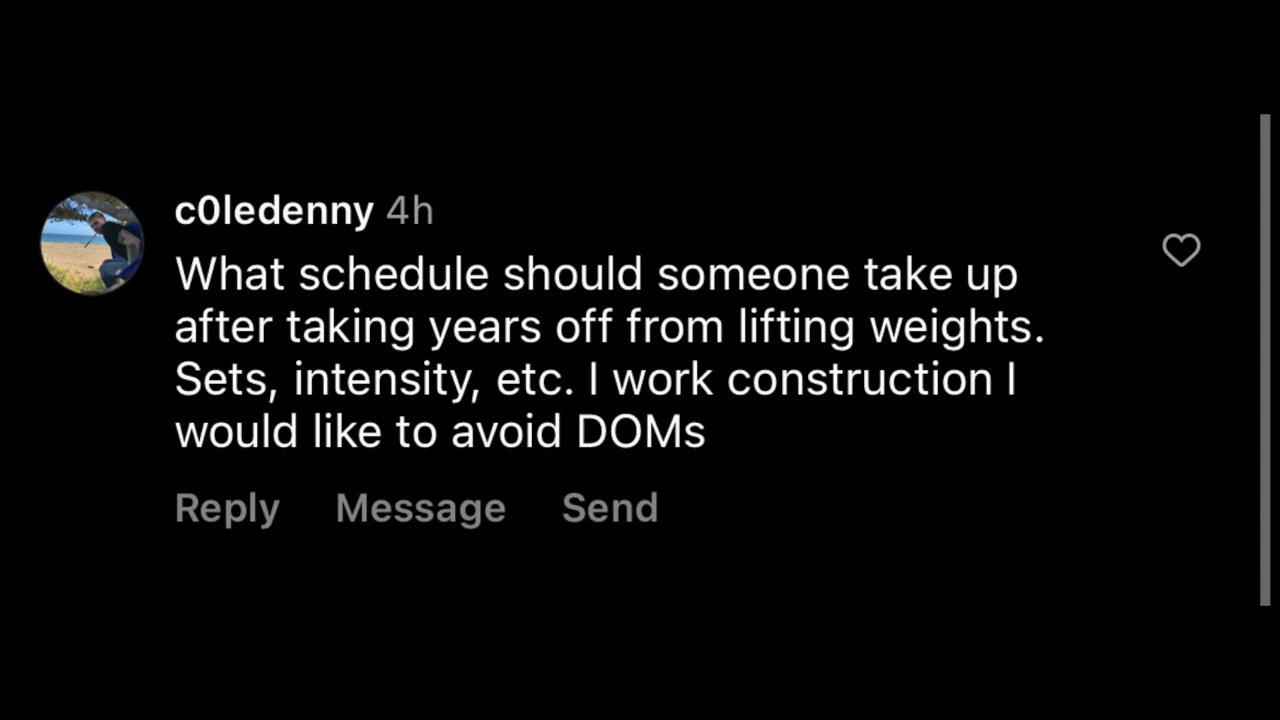 c0ledenny 4h
What schedule should someone take up
after taking years off from lifting weights.
Sets, intensity, etc. I work construction I
would like to avoid DOMs
Reply Message Send